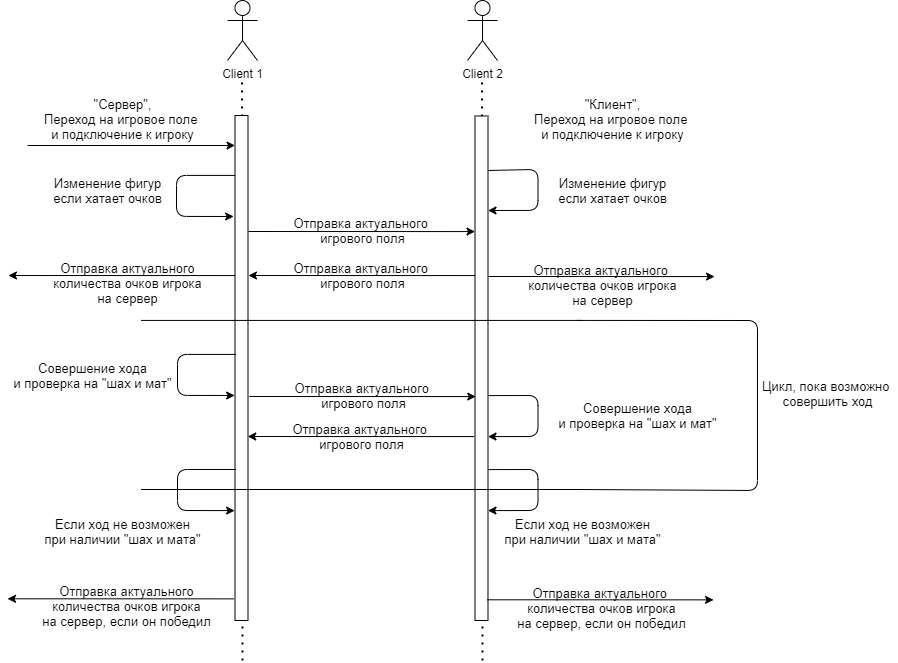 Client 1
Client 2
"Сервер",
Переход на игровое поле
и подключение к игроку
"Клиент",
Переход на игровое поле
и подключение к игроку
Изменение фигур
если хатает очков
Изменение фигур
если хатает очков
Отправка актуального
игрового поля
Отправка актуального
количества очков игрока
на сервер
Отправка актуального
игрового поля
Отправка актуального
количества очков игрока
на сервер
Совершение хода
и проверка на "шах и мат"
Отправка актуального
игрового поля
Цикл, пока возможно
совершить ход
Совершение хода
и проверка на "шах и мат"
Отправка актуального
игрового поля
Если ход не возможен
при наличии "шах и мата"
Если ход не возможен
при наличии "шах и мата"
Отправка актуального
количества очков игрока
на сервер, если он победил
Отправка актуального
количества очков игрока
на сервер, если он победил